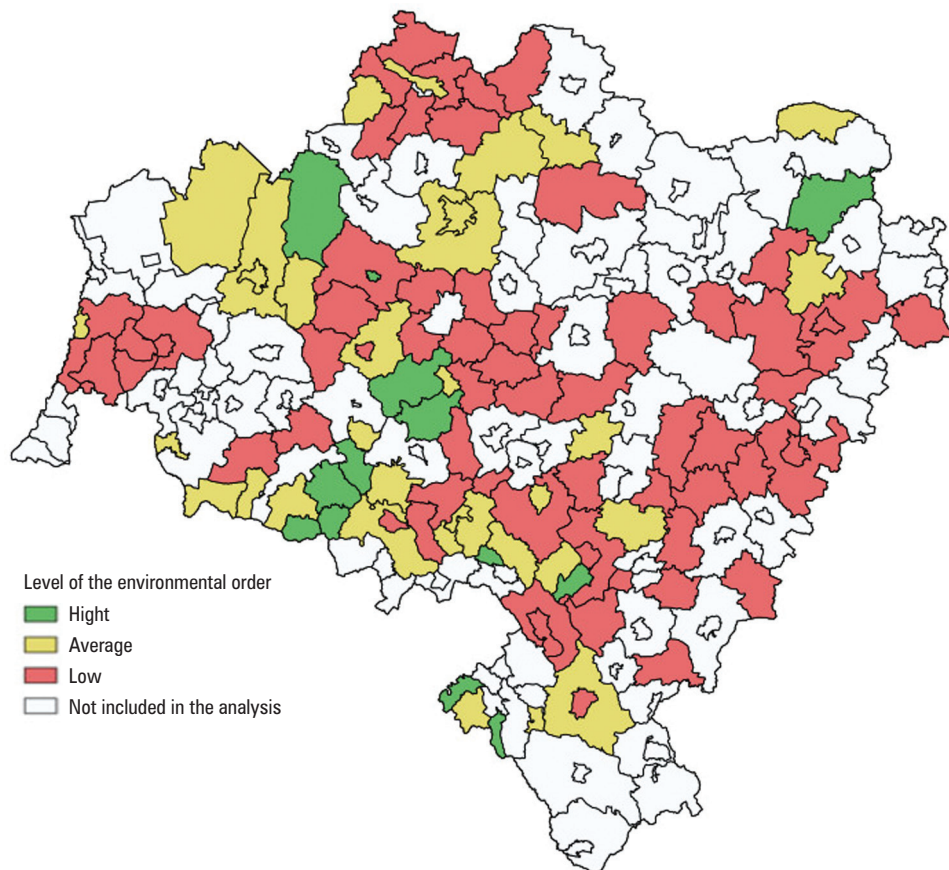 Level of the environmental order
Hight
Average
Low
Not included in the analysis